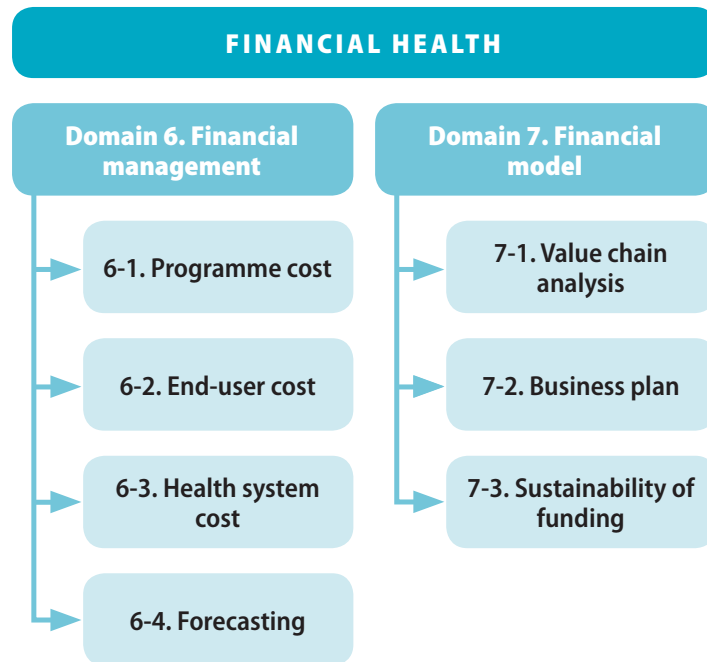 FINANCIAL HEALTH
Domain 6. Financial
management
6-1. Programme cost
6-2. End-user cost
6-3. Health system
cost
6-4. Forecasting
Domain 7. Financial
model
7-1. Value chain
analysis
7-2. Business plan
7-3. Sustainability of
funding